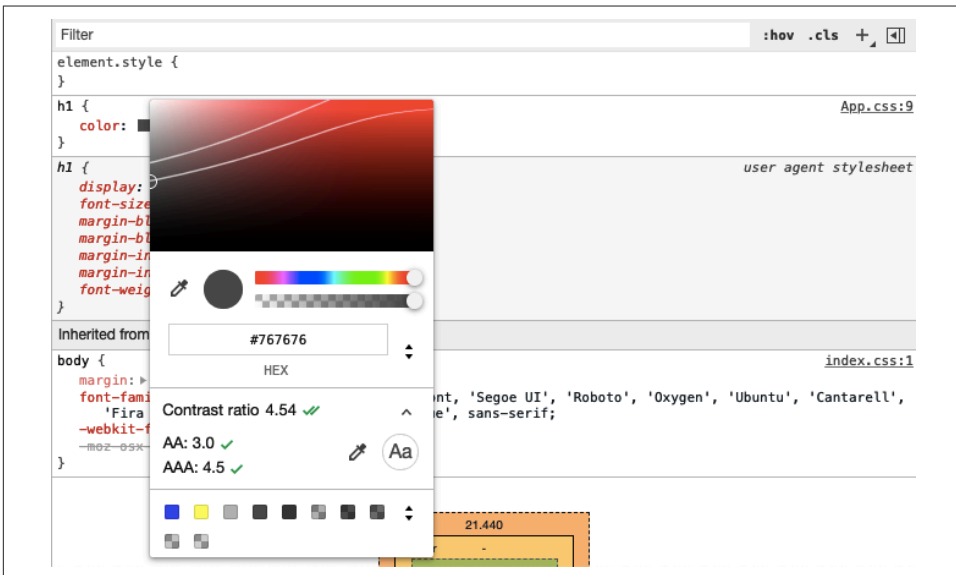 Filter :hov .cls +
element.style {
}
h1 { App.css:9
color:
}
h1 { user agent stylesheet
display:
font-size
margin-bl
margin-bl
margin-in
margin-in
font-weig
}
Inherited from
body { index.css:1
margin:
font-fami nt, 'Segoe UI', 'Roboto', 'Oxygen', 'Ubuntu', 'Cantarell',
'Fira e', sans-serif;
-webkit-f
-moz-osx-
}
#767676
HEX
Contrast ratio 4.54
AA: 3.0
AAA: 4.5
Aa
21.440
r -